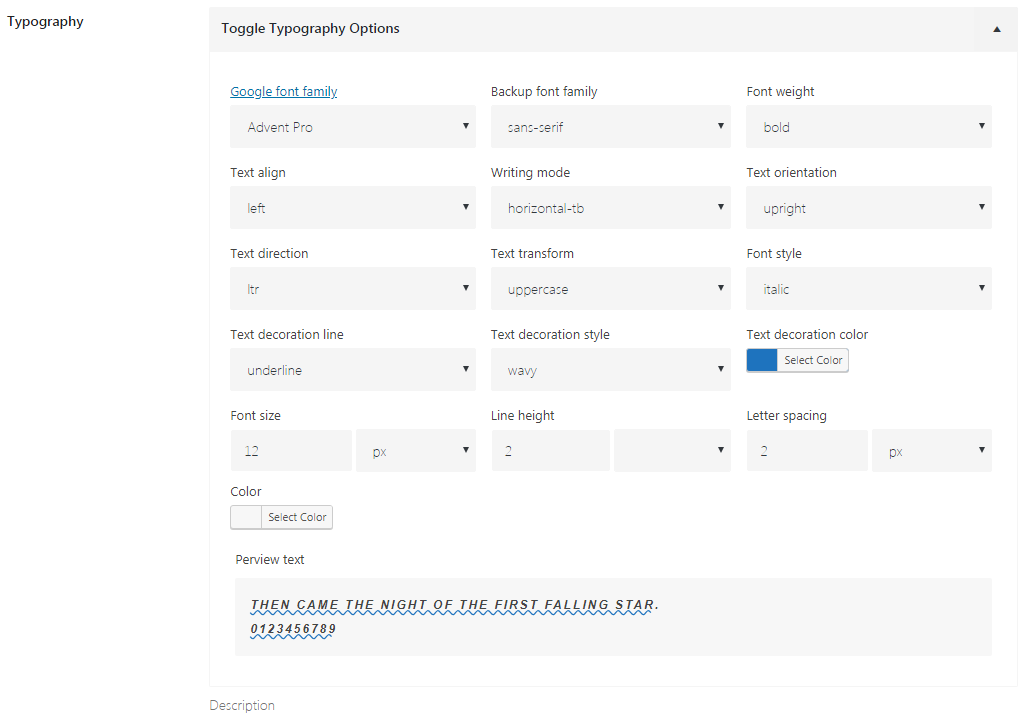 Typography
Toggle Typography Options
Google font family Backup font family Font weight
Advent Pro sans-serif bold
Text align Writing mode Text orientation
left horizontal-tb upright
Text direction Text transform Font style
ltr uppercase italic
Text decoration line Text decoration style Text decoration color
underline wavy Select Color
Font size Line height Letter spacing
12 px 2 2 px
Color
Select Color
Perview text
THEN CAME THE NIGHT OF THE FIRST FALLING STAR.
0123456789
Description